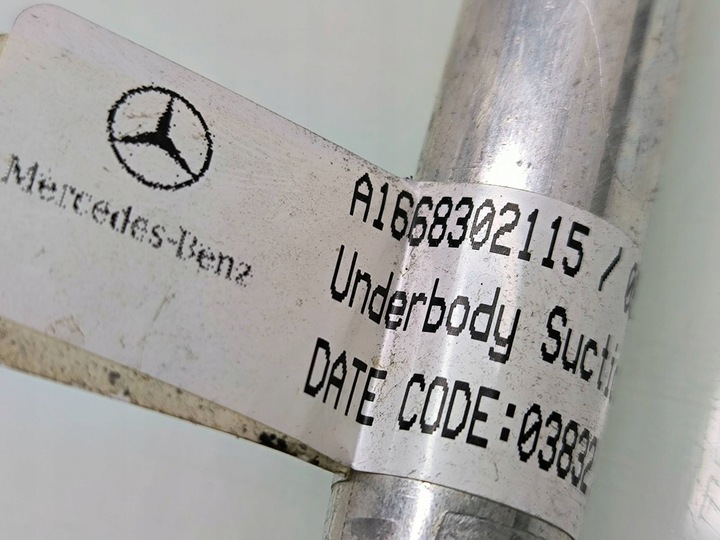 Mercedes-Benz
A1668302115 /
Underbody
DATE CODE: